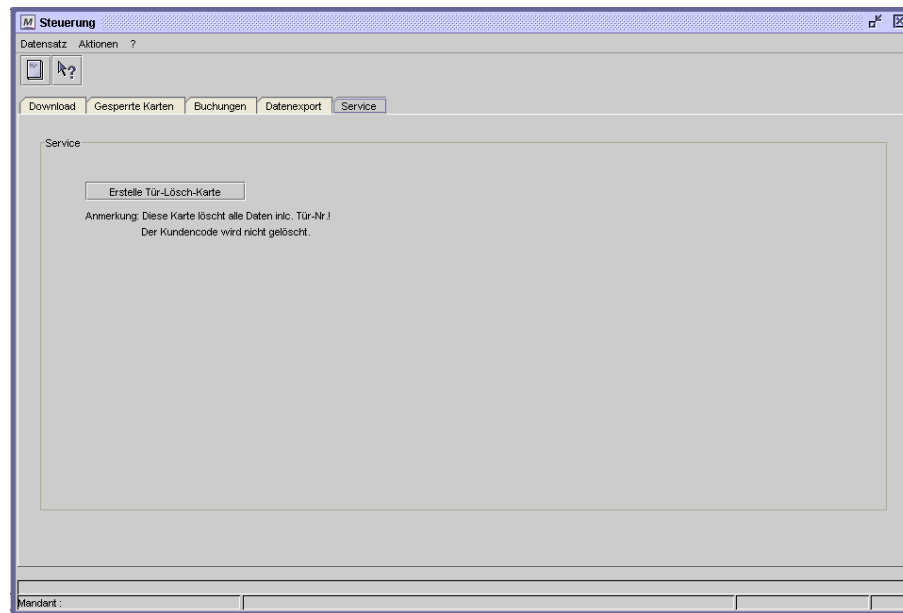 M Steuerung
Datensatz Aktionen ?
?
Download Gesperrte Karten Buchungen Datenexport Service
Service
Erstelle Tür-Lösch-Karte
Anmerkung: Diese Karte löscht alle Daten inlc. Tür-Nr.!
Der Kundencode wird nicht gelöscht.
Mandant :